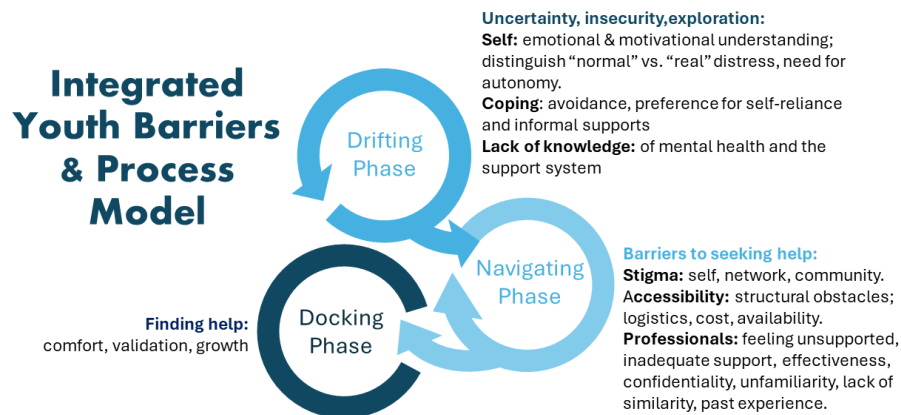 Integrated
Youth Barriers
& Process
Model
Uncertainty, insecurity,exploration:
Self: emotional & motivational understanding;
distinguish “normal” vs. “real” distress, need for
autonomy.
Coping: avoidance, preference for self-reliance
and informal supports
Lack of knowledge: of mental health and the
support system
Drifting
Phase
Navigating
Phase
Barriers to seeking help:
Stigma: self, network, community.
Accessibility: structural obstacles;
logistics, cost, availability.
Professionals: feeling unsupported,
inadequate support, effectiveness,
confidentiality, unfamiliarity, lack of
similarity, past experience.
Docking
Phase
Finding help:
comfort, validation, growth